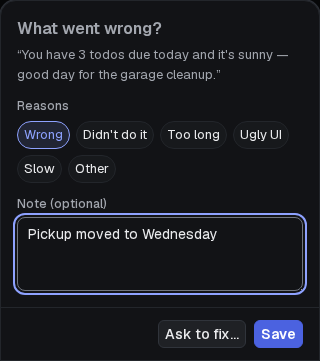 What went wrong?
“You have 3 todos due today and it's sunny —
good day for the garage cleanup.”
Reasons
Wrong Didn't do it Too long Ugly UI
Slow Other
Note (optional)
Pickup moved to Wednesday
Ask to fix… Save